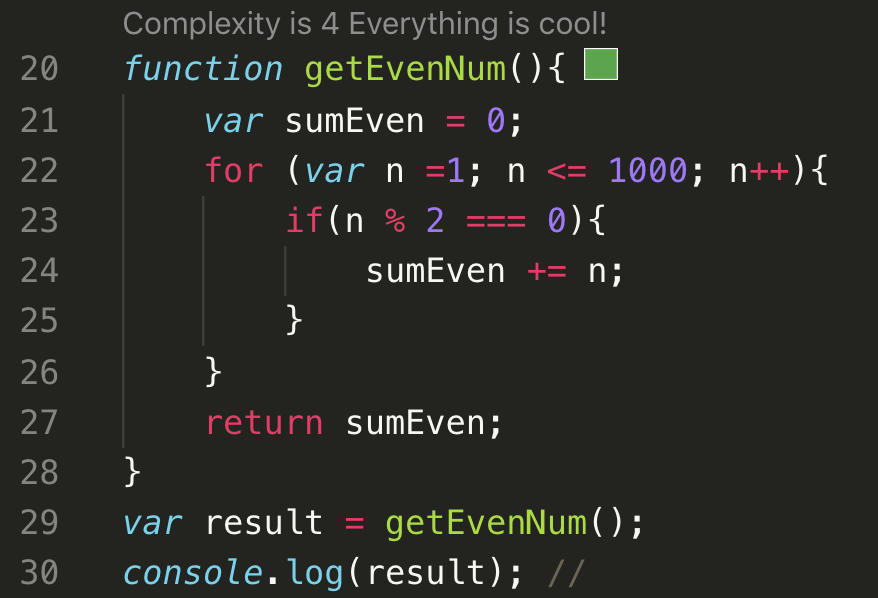 Complexity is 4 Everything is cool!
20 function getEvenNum(){
21 var sumEven = 0;
22 for (var n =1; n <= 1000; n++){
23 if(n % 2 === 0){
24 sumEven += n;
25 }
26 }
27 return sumEven;
28 }
29 var result = getEvenNum();
30 console.log(result); //